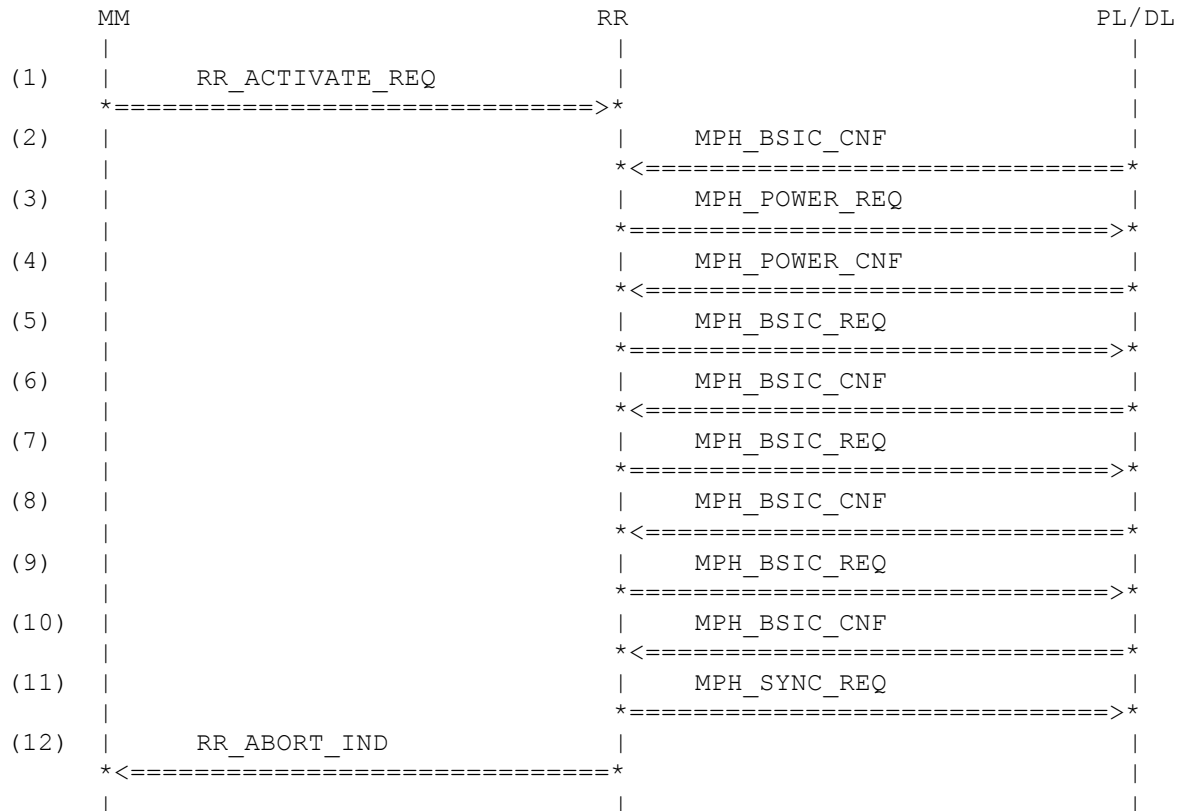 MM RR PL/DL
| | |
(1) | RR_ACTIVATE_REQ | |
*==============================>* |
(2) | | MPH_BSIC_CNF |
| *<==============================*
(3) | | MPH_POWER_REQ |
| *==============================>*
(4) | | MPH_POWER_CNF |
| *<==============================*
(5) | | MPH_BSIC_REQ |
| *==============================>*
(6) | | MPH_BSIC_CNF |
| *<==============================*
(7) | | MPH_BSIC_REQ |
| *==============================>*
(8) | | MPH_BSIC_CNF |
| *<==============================*
(9) | | MPH_BSIC_REQ |
| *==============================>*
(10) | | MPH_BSIC_CNF |
| *<==============================*
(11) | | MPH_SYNC_REQ |
| *==============================>*
(12) | RR_ABORT_IND | |
*<==============================* |
| | |